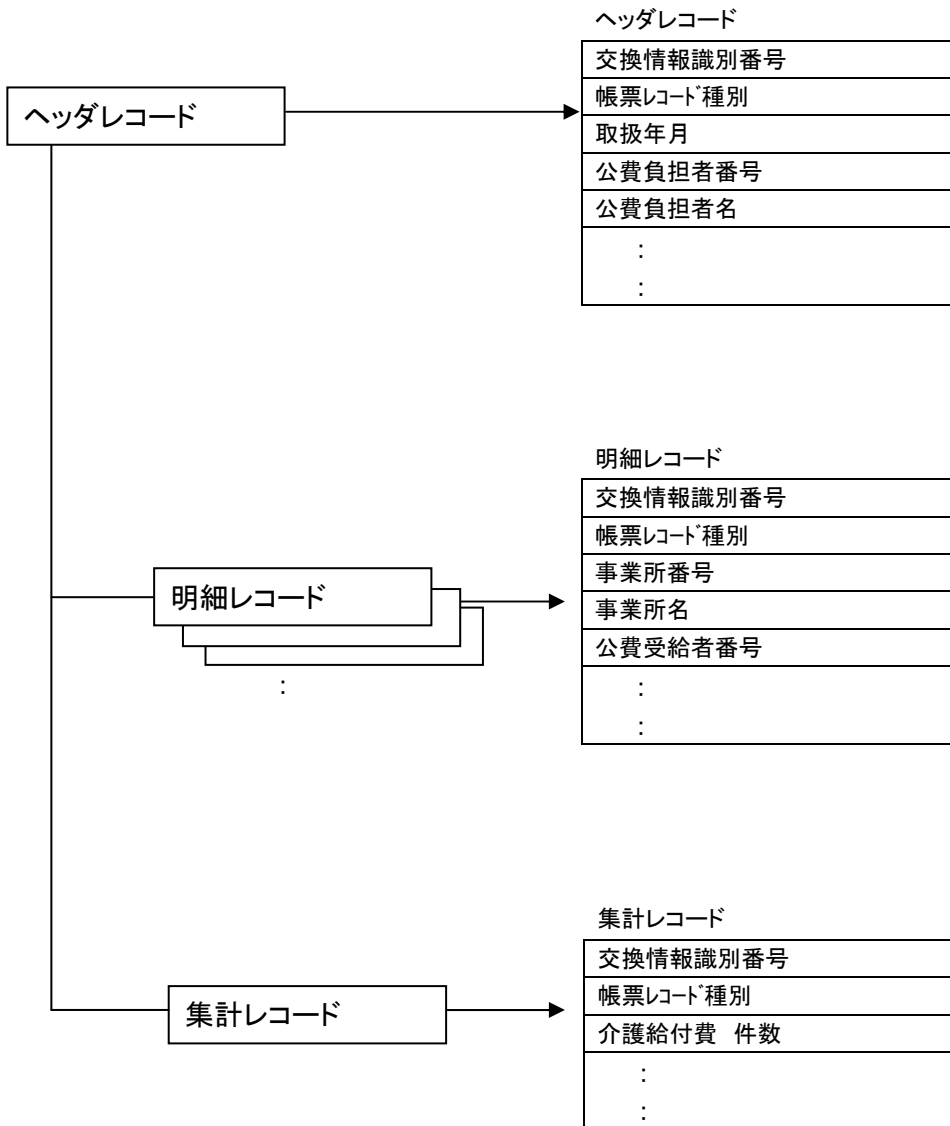 ヘッダレコード
交換情報識別番号
帳票ﾚｺｰﾄﾞ種別
取扱年月
公費負担者番号
公費負担者名
:
:
ヘッダレコード
明細レコード
交換情報識別番号
帳票ﾚｺｰﾄﾞ種別
事業所番号
事業所名
公費受給者番号
:
:
明細レコード
:
集計レコード
交換情報識別番号
帳票ﾚｺｰﾄﾞ種別
介護給付費　件数
:
:
集計レコード